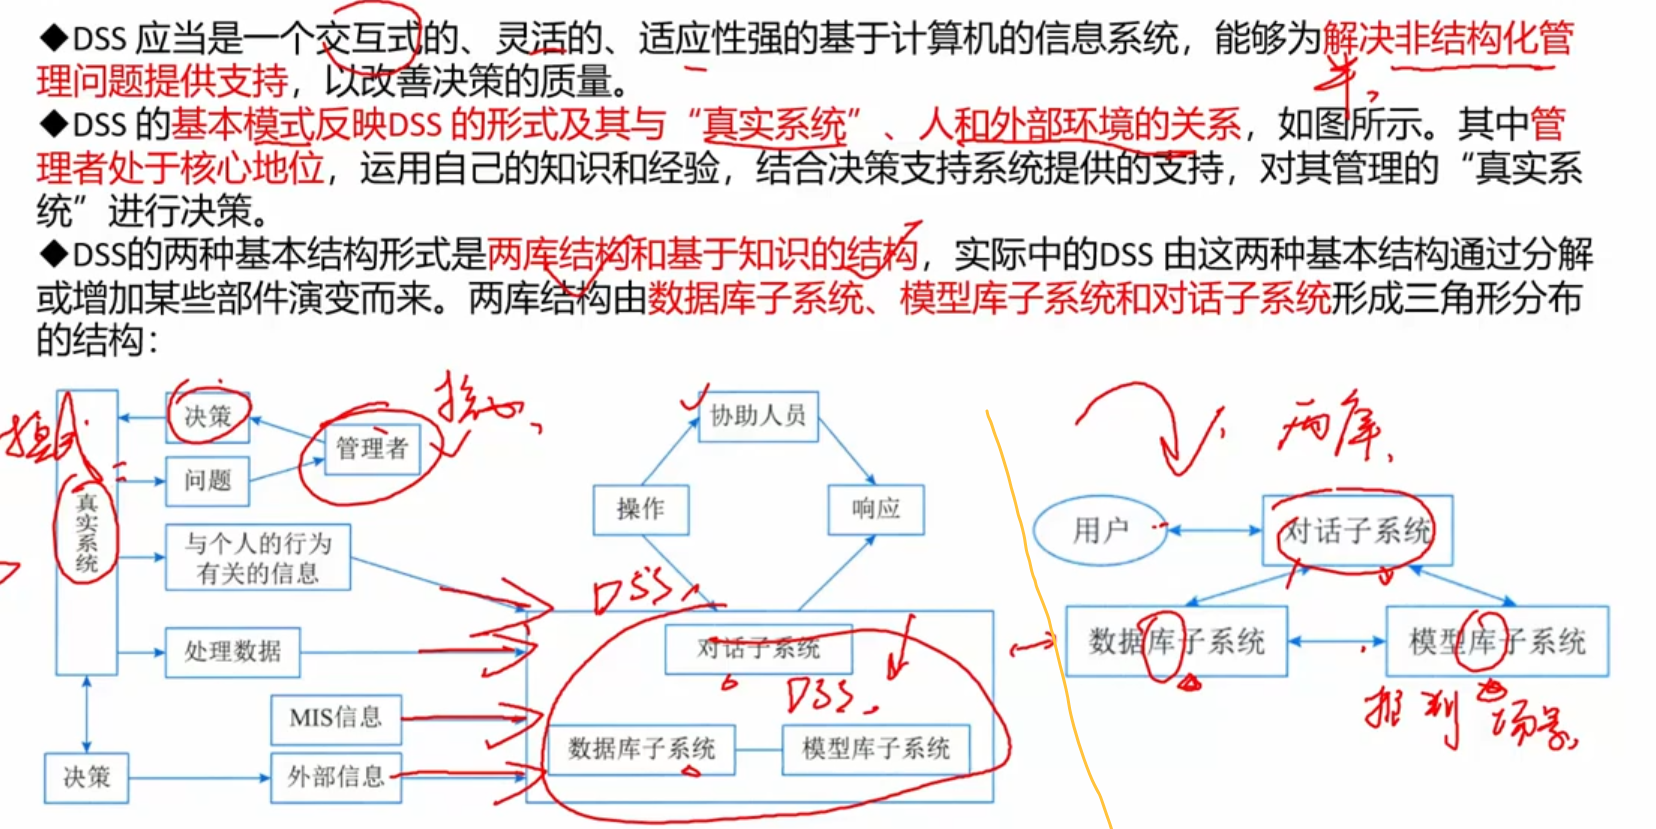 ◆DSS 应当是一个交互式的、灵活的、适应性强的基于计算机的信息系统，能够为解决非结构化管
理问题提供支持，以改善决策的质量。
半
◆DSS 的基本模式反映DSS 的形式及其与“真实系统”、人和外部环境的关系，如图所示。其中管
理者处于核心地位，运用自己的知识和经验，结合决策支持系统提供的支持，对其管理的“真实系
统”进行决策。
◆DSS的两种基本结构形式是两库结构和基于知识的结构，实际中的DSS 由这两种基本结构通过分解
或增加某些部件演变而来。两库结构由数据库子系统、模型库子系统和对话子系统形成三角形分布
的结构：
模式
真实系统
决策
管理者
核心
问题
与个人的行为
有关的信息
处理数据
MIS信息
决策
外部信息
协助人员
操作
响应
DSS
对话子系统
DSS
数据库子系统
模型库子系统
两库
用户
对话子系统
数据库子系统
模型库子系统
场景